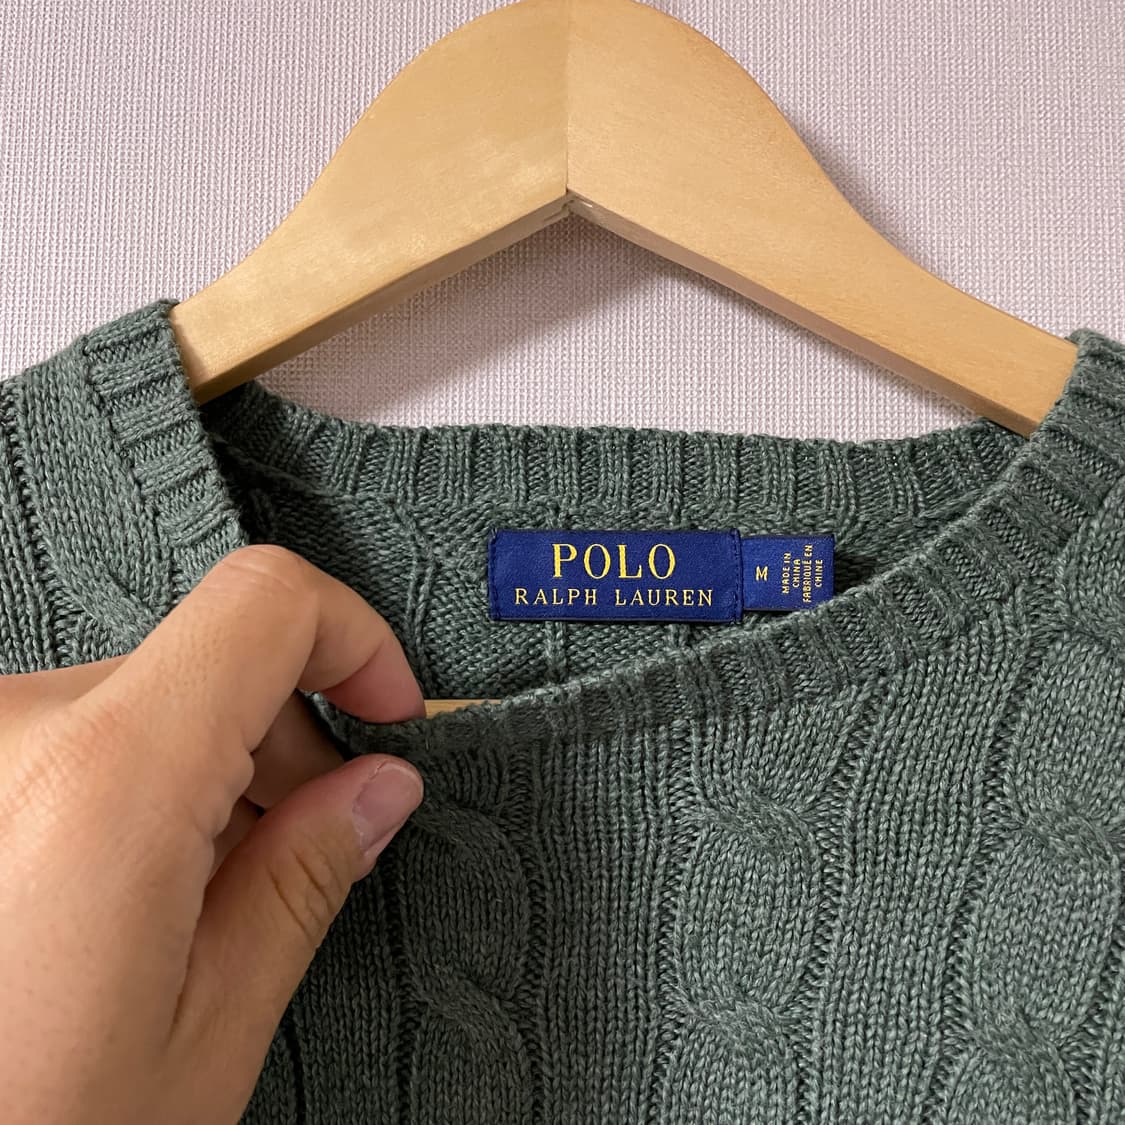 POLO
RALPH LAUREN
M
MADE IN
CHINA
FABRIQUÉ EN
CHINE